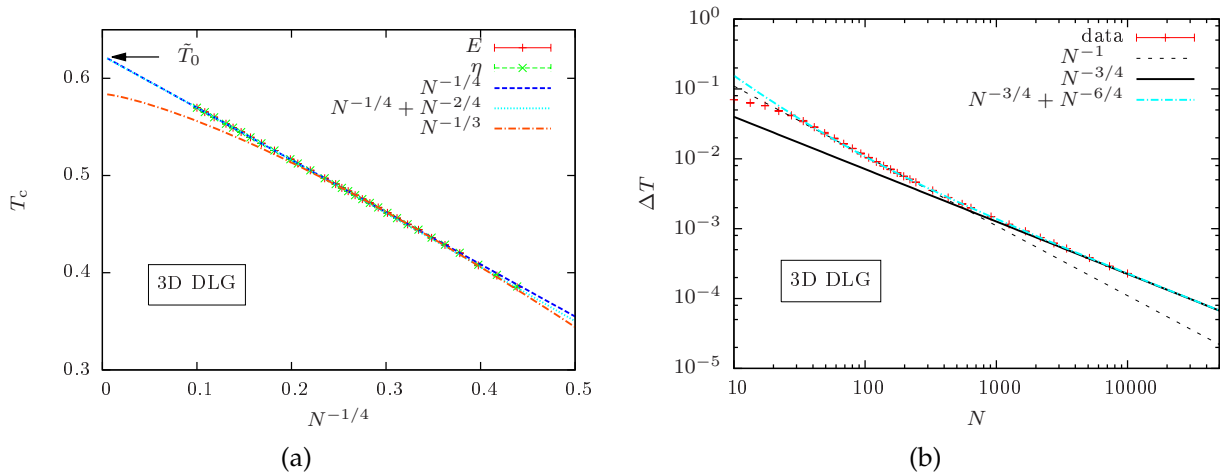 E
η
N^{-1/4}
N^{-1/4} + N^{-2/4}
N^{-1/3}
T̃_0
0.6
0.5
0.4
0.3
T_c
3D DLG
0 0.1 0.2 0.3 0.4 0.5
N^{-1/4}
(a)
data
N^{-1}
N^{-3/4}
N^{-3/4} + N^{-6/4}
10^0
10^{-1}
10^{-2}
10^{-3}
10^{-4}
10^{-5}
ΔT
3D DLG
10 100 1000 10000
N
(b)